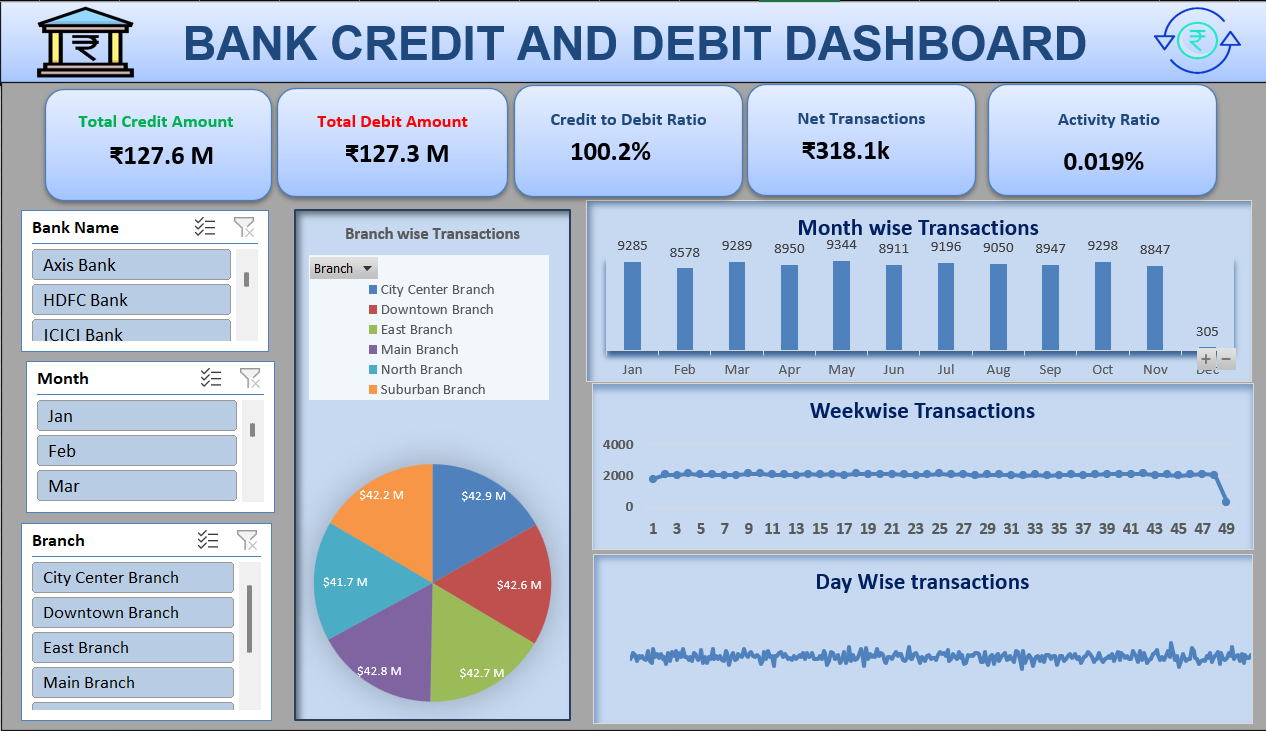 BANK CREDIT AND DEBIT DASHBOARD
Total Credit Amount
₹127.6 M
Total Debit Amount
₹127.3 M
Credit to Debit Ratio
100.2%
Net Transactions
₹318.1k
Activity Ratio
0.019%
Bank Name
Axis Bank
HDFC Bank
ICICI Bank
Month
Jan
Feb
Mar
Branch
City Center Branch
Downtown Branch
East Branch
Main Branch
Branch wise Transactions
Branch
City Center Branch
Downtown Branch
East Branch
Main Branch
North Branch
Suburban Branch
$42.2 M
$42.9 M
$41.7 M
$42.6 M
$42.8 M
$42.7 M
Month wise Transactions
9285 8578 9289 8950 9344 8911 9196 9050 8947 9298 8847 305
Jan Feb Mar Apr May Jun Jul Aug Sep Oct Nov Dec
+ −
Weekwise Transactions
4000
2000
0
1 3 5 7 9 11 13 15 17 19 21 23 25 27 29 31 33 35 37 39 41 43 45 47 49
Day Wise transactions